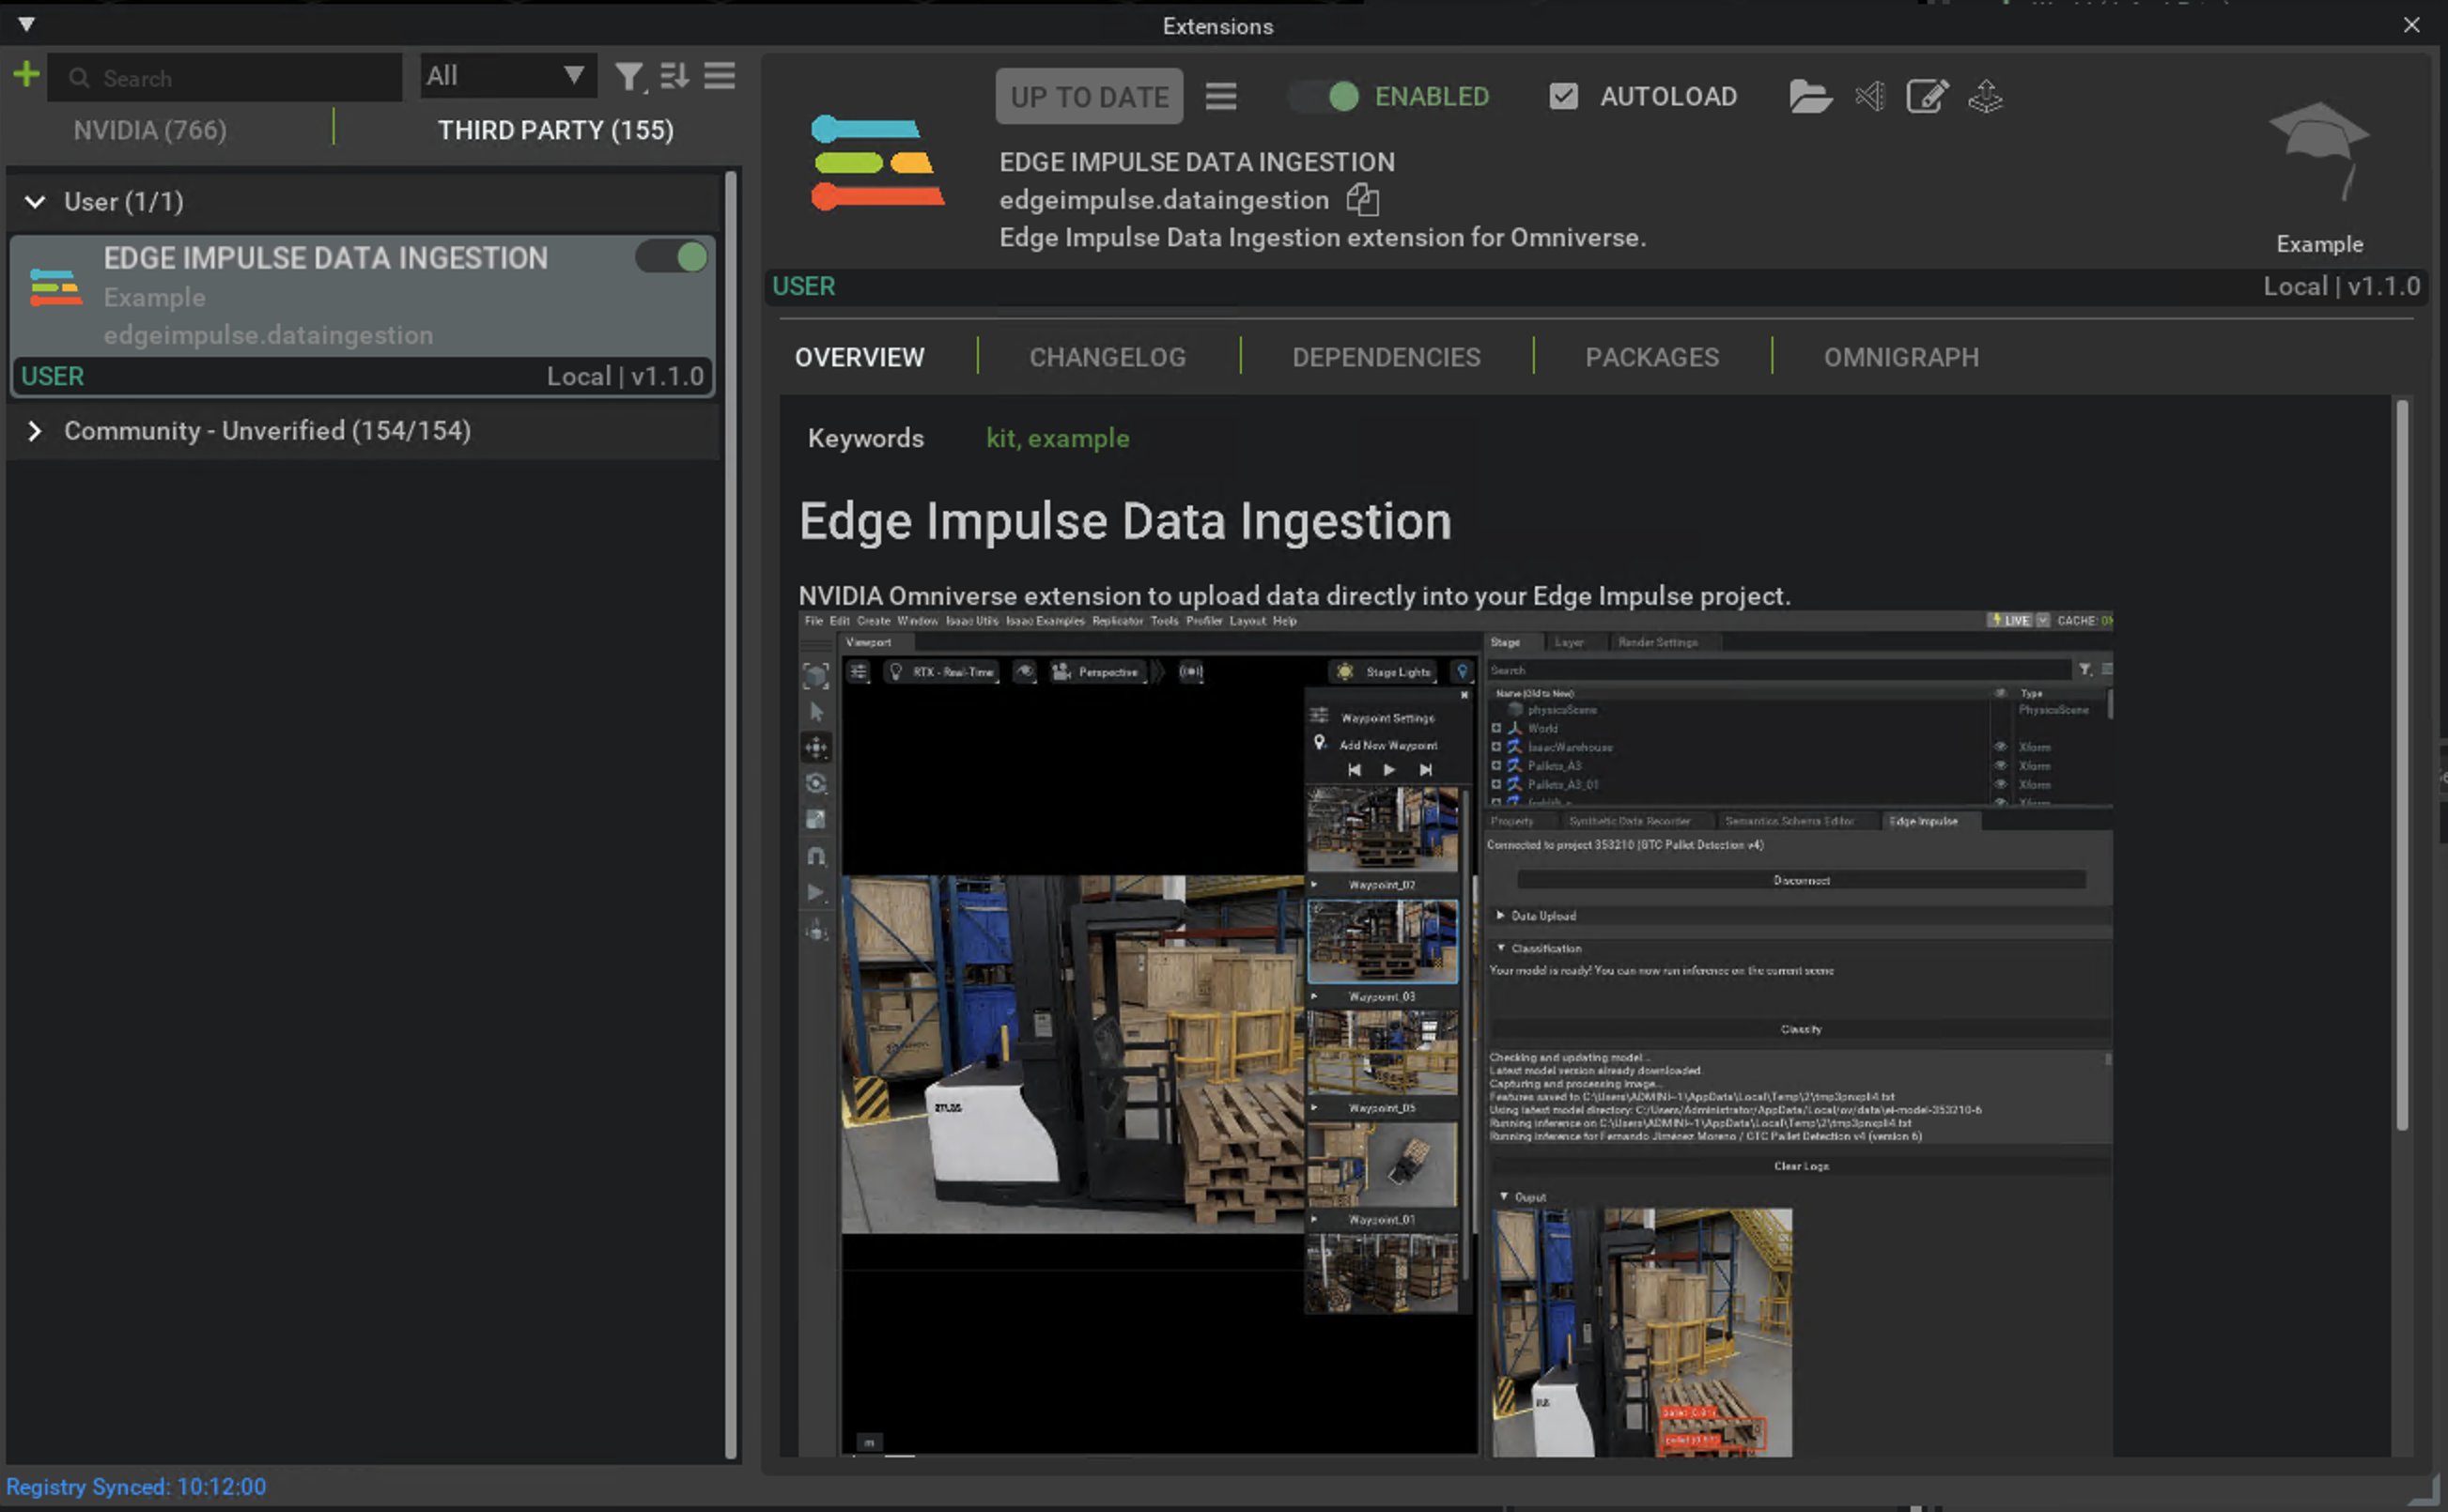 Extensions
Search
All
NVIDIA (766)
THIRD PARTY (155)
User (1/1)
EDGE IMPULSE DATA INGESTION
Example
edgeimpulse.dataingestion
USER
Local | v1.1.0
Community - Unverified (154/154)
Registry Synced: 10:12:00
UP TO DATE
ENABLED
AUTOLOAD
EDGE IMPULSE DATA INGESTION
edgeimpulse.dataingestion
Edge Impulse Data Ingestion extension for Omniverse.
Example
USER
Local | v1.1.0
OVERVIEW
CHANGELOG
DEPENDENCIES
PACKAGES
OMNIGRAPH
Keywords
kit, example
Edge Impulse Data Ingestion
NVIDIA Omniverse extension to upload data directly into your Edge Impulse project.
File Edit Create Window Isaac Utils Isaac Examples Replicator Tools Profiler Layout Help
LIVE
CACHE:
Viewport
RTX - Real-Time
Perspective
Stage Lights
Waypoint Settings
Add New Waypoint
Waypoint_02
Waypoint_03
Waypoint_05
Waypoint_01
m
Stage
Layer
Render Settings
Search
Name (Old to New)
Type
physicsScene
PhysicsScene
World
IsaacWarehouse
Xform
Pallets_A3
Xform
Pallets_A3_01
Xform
Property
Synthetic Data Recorder
Semantics Schema Editor
Edge Impulse
Connected to project 353210 (GTC Pallet Detection v4)
Disconnect
Data Upload
Classification
Your model is ready! You can now run inference on the current scene
Classify
Checking and updating model...
Latest model version already downloaded.
Capturing and processing image...
Features saved to C:\Users\ADMINI~1\AppData\Local\Temp\2\tmp3pnxpli4.txt
Using latest model directory: C:/Users/Administrator/AppData/Local/ov/data\ei-model-353210-6
Running inference on C:\Users\ADMINI~1\AppData\Local\Temp\2\tmp3pnxpli4.txt
Running inference for Fernando Jiménez Moreno / GTC Pallet Detection v4 (version 6)
Clear Logs
Ouput